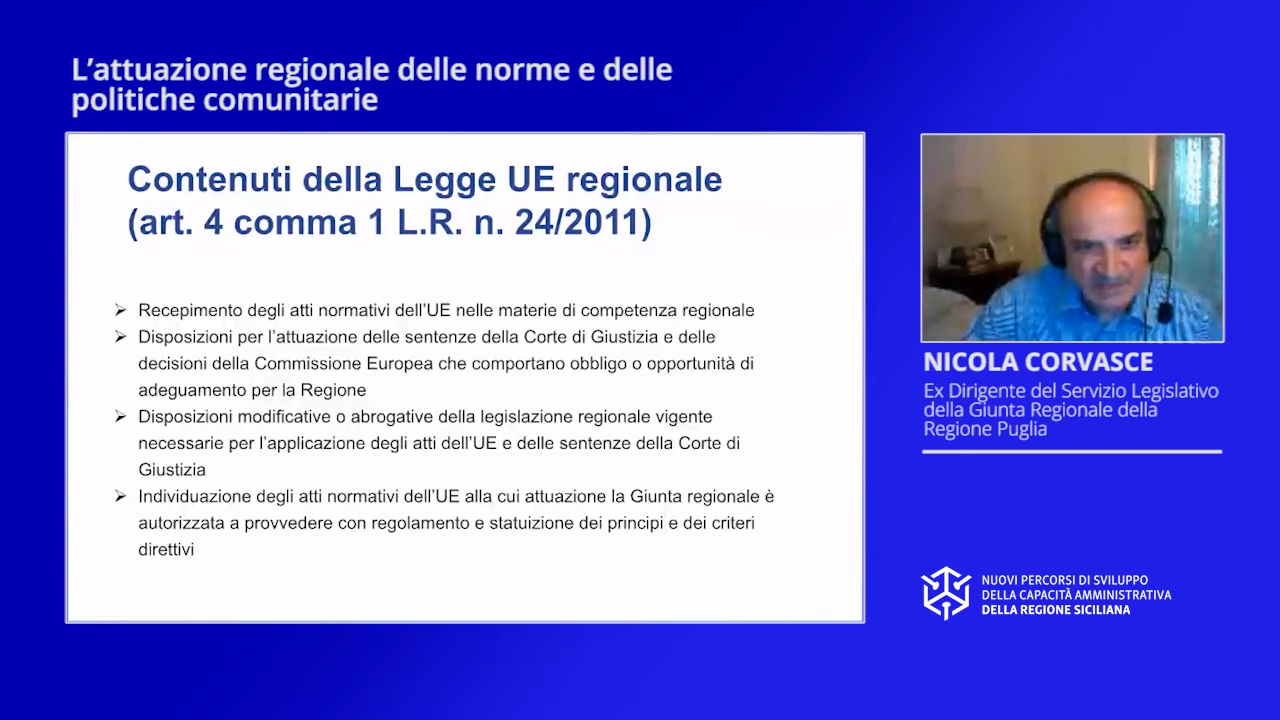 L’attuazione regionale delle norme e delle
politiche comunitarie
Contenuti della Legge UE regionale
(art. 4 comma 1 L.R. n. 24/2011)
➢ Recepimento degli atti normativi dell’UE nelle materie di competenza regionale
➢ Disposizioni per l’attuazione delle sentenze della Corte di Giustizia e delle
decisioni della Commissione Europea che comportano obbligo o opportunità di
adeguamento per la Regione
➢ Disposizioni modificative o abrogative della legislazione regionale vigente
necessarie per l’applicazione degli atti dell’UE e delle sentenze della Corte di
Giustizia
➢ Individuazione degli atti normativi dell’UE alla cui attuazione la Giunta regionale è
autorizzata a provvedere con regolamento e statuizione dei principi e dei criteri
direttivi
NICOLA CORVASCE
Ex Dirigente del Servizio Legislativo
della Giunta Regionale della
Regione Puglia
NUOVI PERCORSI DI SVILUPPO
DELLA CAPACITÀ AMMINISTRATIVA
DELLA REGIONE SICILIANA